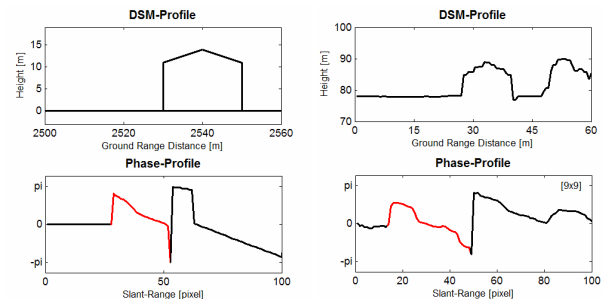 DSM-Profile
Height [m]
15
10
5
0
2500 2520 2540 2560
Ground Range Distance [m]
DSM-Profile
Height [m]
100
90
80
70
0 15 30 45 60
Ground Range Distance [m]
Phase-Profile
pi
0
-pi
0 50 100
Slant-Range [pixel]
Phase-Profile
[9x9]
pi
0
-pi
0 20 40 60 80 100
Slant-Range [pixel]